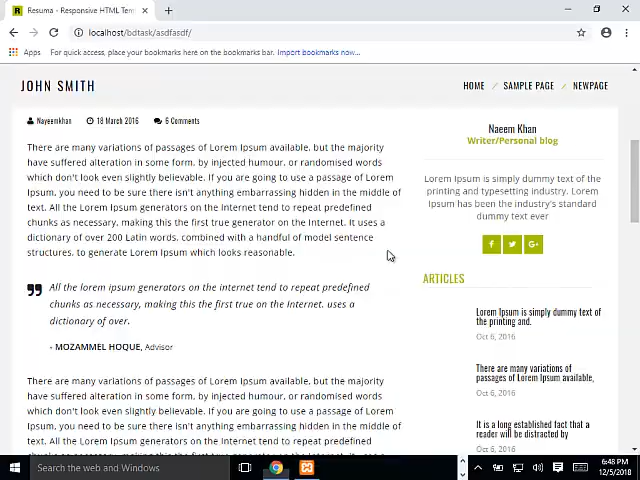 Resuma - Responsive HTML Tem
localhost/bdtask/asdfasdf/
Apps For quick access, place your bookmarks here on the bookmarks bar. Import bookmarks now...
JOHN SMITH
HOME / SAMPLE PAGE / NEWPAGE
Nayeemkhan 18 March 2016 6 Comments
There are many variations of passages of Lorem Ipsum available, but the majority
have suffered alteration in some form, by injected humour, or randomised words
which don't look even slightly believable. If you are going to use a passage of Lorem
Ipsum, you need to be sure there isn't anything embarrassing hidden in the middle of
text. All the Lorem Ipsum generators on the Internet tend to repeat predefined
chunks as necessary, making this the first true generator on the Internet. It uses a
dictionary of over 200 Latin words, combined with a handful of model sentence
structures, to generate Lorem Ipsum which looks reasonable.
All the lorem ipsum generators on the internet tend to repeat predefined
chunks as necessary, making this the first true on the Internet. uses a
dictionary of over.
- MOZAMMEL HOQUE, Advisor
There are many variations of passages of Lorem Ipsum available, but the majority
have suffered alteration in some form, by injected humour, or randomised words
which don't look even slightly believable. If you are going to use a passage of Lorem
Ipsum, you need to be sure there isn't anything embarrassing hidden in the middle of
text. All the Lorem Ipsum generators on the Internet tend to repeat predefined
Naeem Khan
Writer/Personal blog
Lorem Ipsum is simply dummy text of the
printing and typesetting industry. Lorem
Ipsum has been the industry's standard
dummy text ever
f G+
ARTICLES
Lorem Ipsum is simply dummy text of
the printing and.
Oct 6, 2016
There are many variations of
passages of Lorem Ipsum available,
Oct 6, 2016
It is a long established fact that a
reader will be distracted by
Oct 6, 2016
Search the web and Windows
6:48 PM
12/5/2018